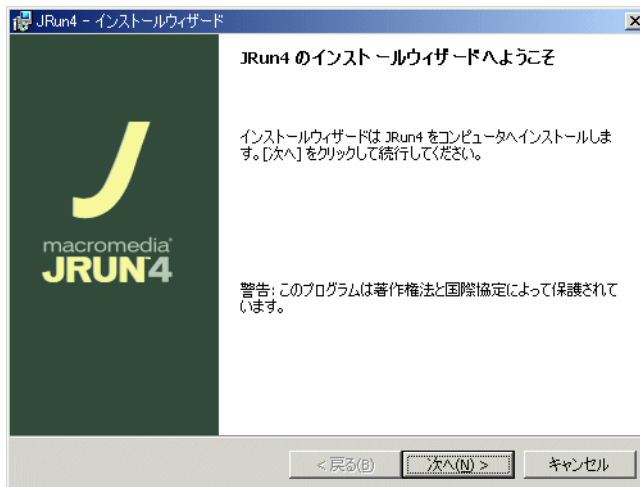 JRun4 - インストールウィザード
JRun4 のインストールウィザードへようこそ
インストールウィザードは JRun4 をコンピュータへインストールしま
す。[次へ] をクリックして続行してください。
J
macromedia®
JRUN™4
警告: このプログラムは著作権法と国際協定によって保護されて
います。
< 戻る(B)
次へ(N) >
キャンセル